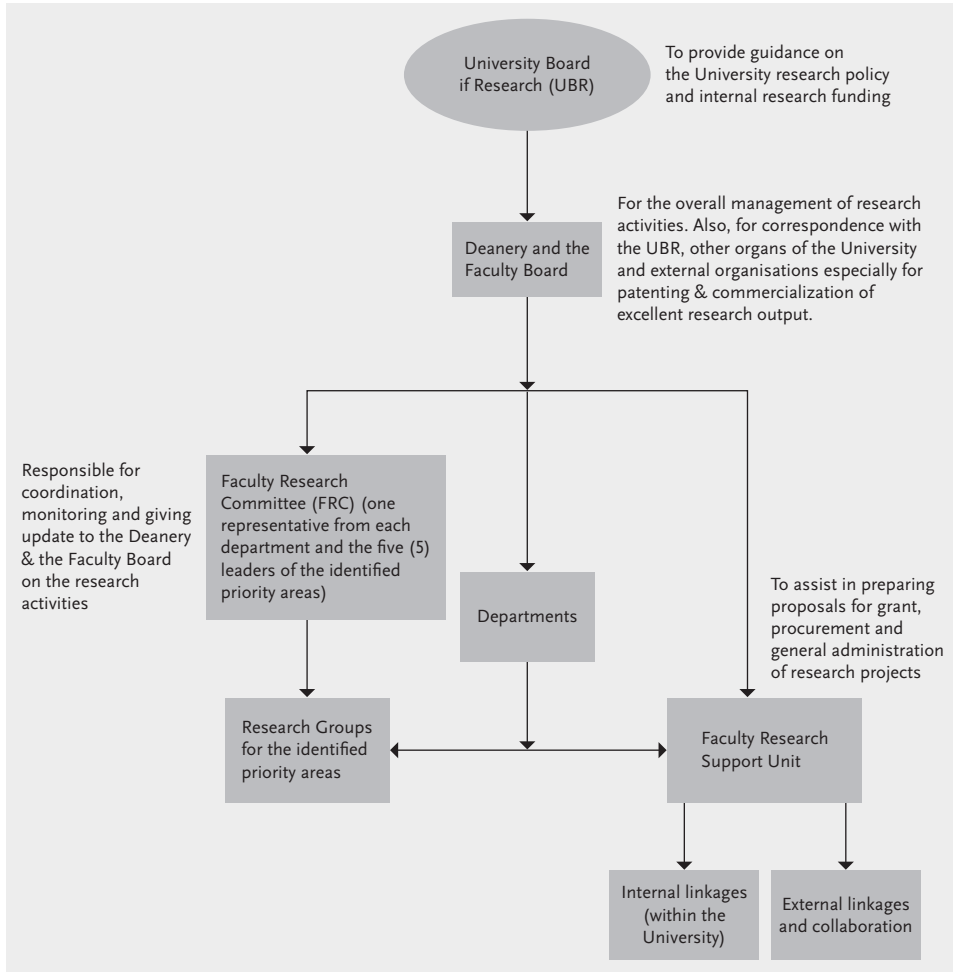 University Board
if Research (UBR)
To provide guidance on
the University research policy
and internal research funding
Deanery and the
Faculty Board
For the overall management of research
activities. Also, for correspondence with
the UBR, other organs of the University
and external organisations especially for
patenting & commercialization of
excellent research output.
Responsible for
coordination,
monitoring and giving
update to the Deanery
& the Faculty Board
on the research
activities
Faculty Research
Committee (FRC) (one
representative from each
department and the five (5)
leaders of the identified
priority areas)
Departments
To assist in preparing
proposals for grant,
procurement and
general administration
of research projects
Research Groups
for the identified
priority areas
Faculty Research
Support Unit
Internal linkages
(within the
University)
External linkages
and collaboration